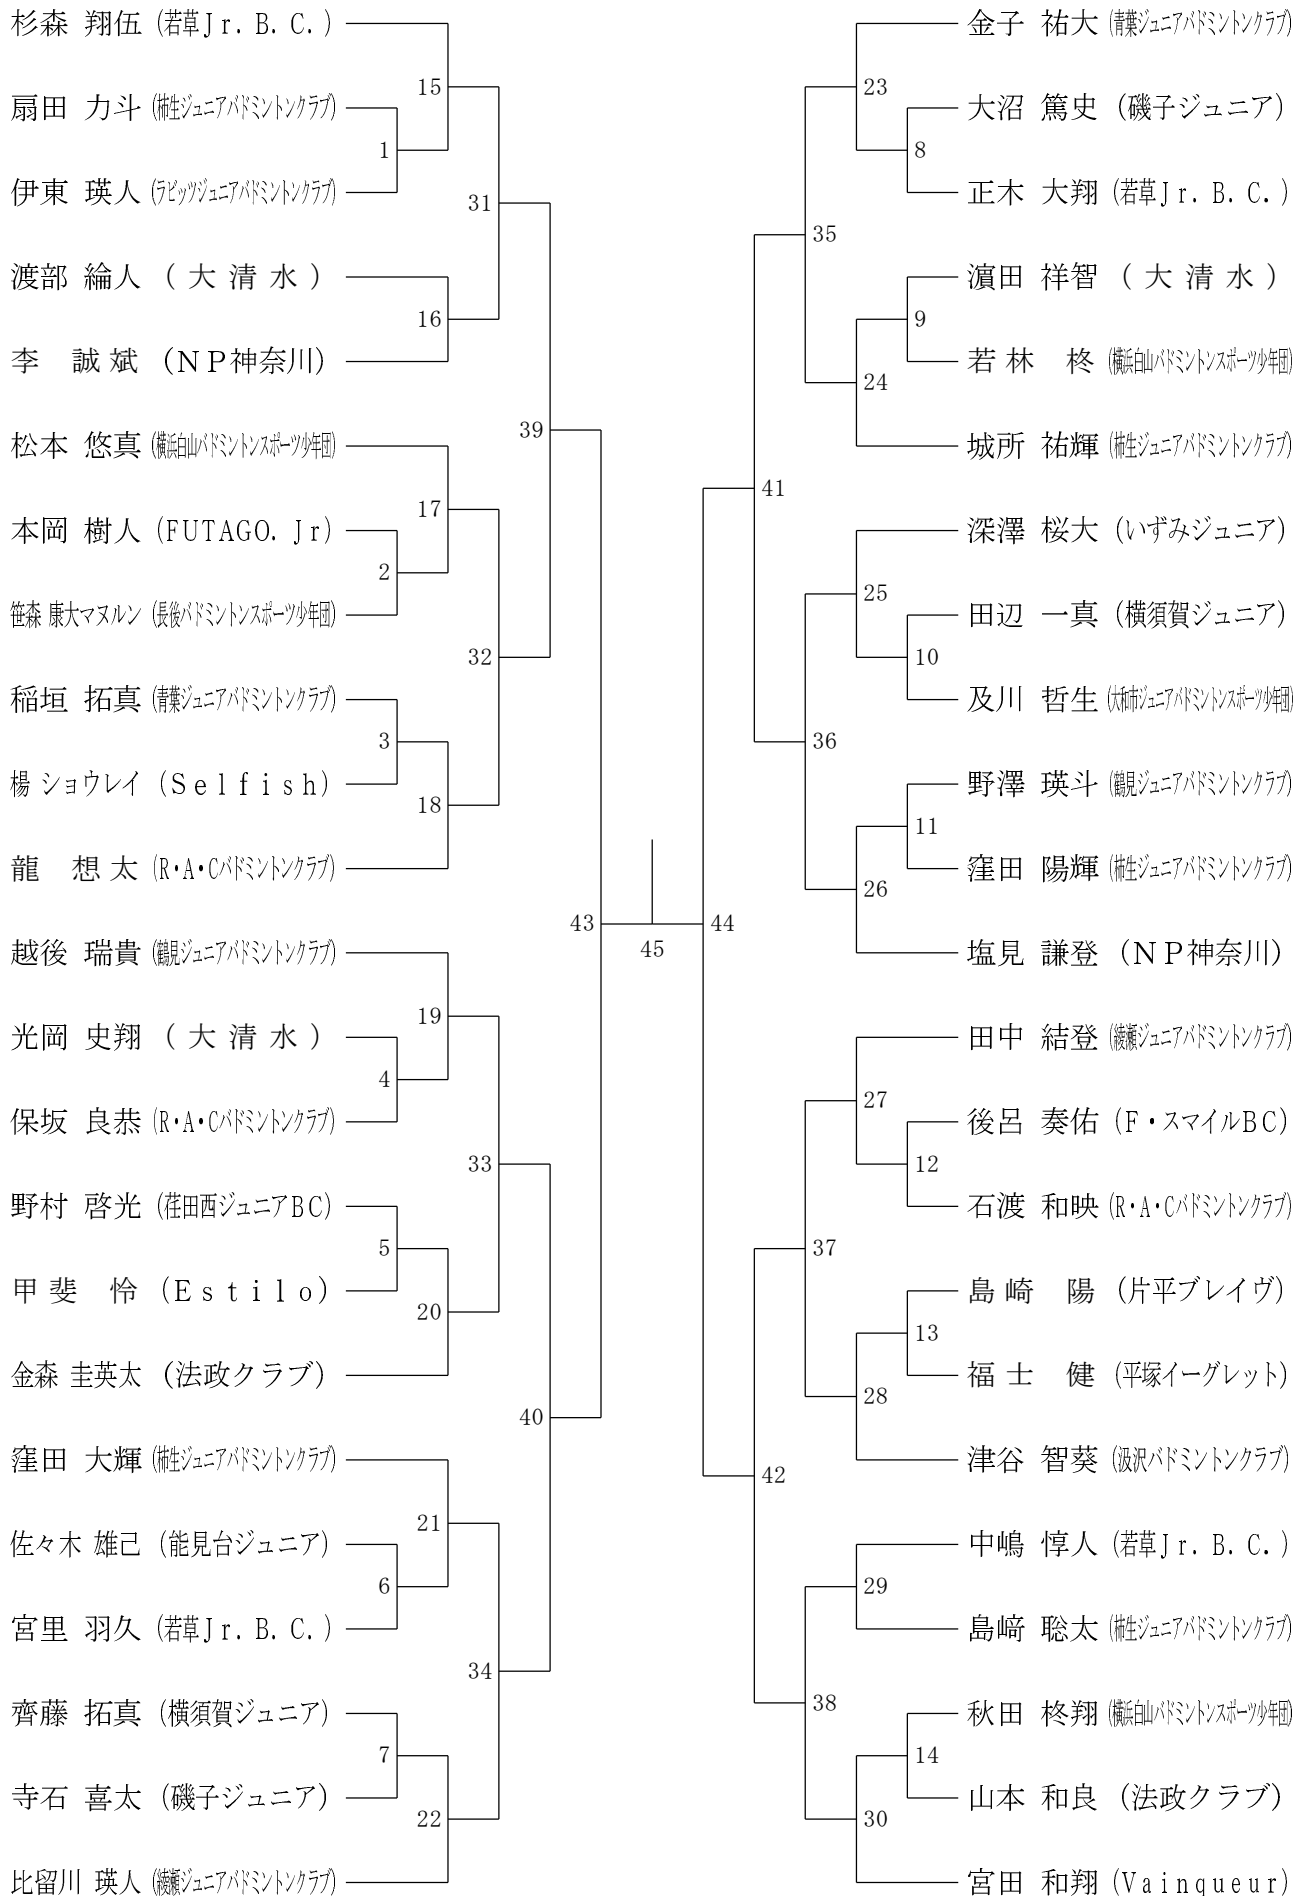 杉森 翔伍 (若草Jr.B.C.)
扇田 力斗 (柿生ジュニアバドミントンクラブ)
伊東 瑛人 (ラビッツジュニアバドミントンクラブ)
渡部 綸人 (大清水)
李 誠斌 (NP神奈川)
松本 悠真 (横浜白山バドミントンスポーツ少年団)
本岡 樹人 (FUTAGO.Jr)
笹森 康大マヌルン (長後バドミントンスポーツ少年団)
稲垣 拓真 (青葉ジュニアバドミントンクラブ)
楊 ショウレイ (Selfish)
龍 想太 (R・A・Cバドミントンクラブ)
越後 瑞貴 (鶴見ジュニアバドミントンクラブ)
光岡 史翔 (大清水)
保坂 良恭 (R・A・Cバドミントンクラブ)
野村 啓光 (荏田西ジュニアBC)
甲斐 怜 (Estilo)
金森 圭英太 (法政クラブ)
窪田 大輝 (柿生ジュニアバドミントンクラブ)
佐々木 雄己 (能見台ジュニア)
宮里 羽久 (若草Jr.B.C.)
齊藤 拓真 (横須賀ジュニア)
寺石 喜太 (磯子ジュニア)
比留川 瑛人 (綾瀬ジュニアバドミントンクラブ)
1
2
3
4
5
6
7
15
16
17
18
19
20
21
22
31
32
33
34
39
40
43
45
44
41
42
35
36
37
38
23
24
25
26
27
28
29
30
8
9
10
11
12
13
14
金子 祐大 (青葉ジュニアバドミントンクラブ)
大沼 篤史 (磯子ジュニア)
正木 大翔 (若草Jr.B.C.)
濵田 祥智 (大清水)
若林 柊 (横浜白山バドミントンスポーツ少年団)
城所 祐輝 (柿生ジュニアバドミントンクラブ)
深澤 桜大 (いずみジュニア)
田辺 一真 (横須賀ジュニア)
及川 哲生 (大和市ジュニアバドミントンスポーツ少年団)
野澤 瑛斗 (鶴見ジュニアバドミントンクラブ)
窪田 陽輝 (柿生ジュニアバドミントンクラブ)
塩見 謙登 (NP神奈川)
田中 結登 (綾瀬ジュニアバドミントンクラブ)
後呂 奏佑 (F・スマイルBC)
石渡 和映 (R・A・Cバドミントンクラブ)
島崎 陽 (片平ブレイヴ)
福士 健 (平塚イーグレット)
津谷 智葵 (汲沢バドミントンクラブ)
中嶋 惇人 (若草Jr.B.C.)
島﨑 聡太 (柿生ジュニアバドミントンクラブ)
秋田 柊翔 (横浜白山バドミントンスポーツ少年団)
山本 和良 (法政クラブ)
宮田 和翔 (Vainqueur)